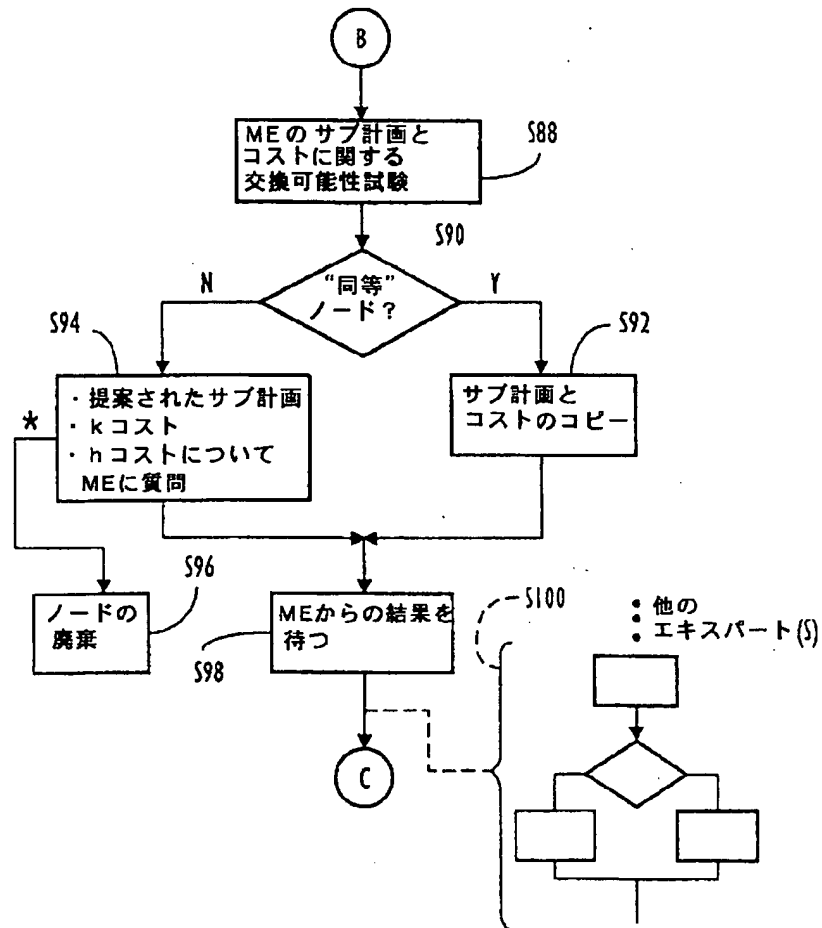 B
MEのサブ計画と
コストに関する
交換可能性試験
S88
S90
“同等”
ノード?
N
Y
S94
S92
・提案されたサブ計画
・kコスト
・hコストについて
MEに質問
*
サブ計画と
コストのコピー
S96
ノードの
廃棄
MEからの結果を
待つ
S98
S100
他の
エキスパート(S)
C